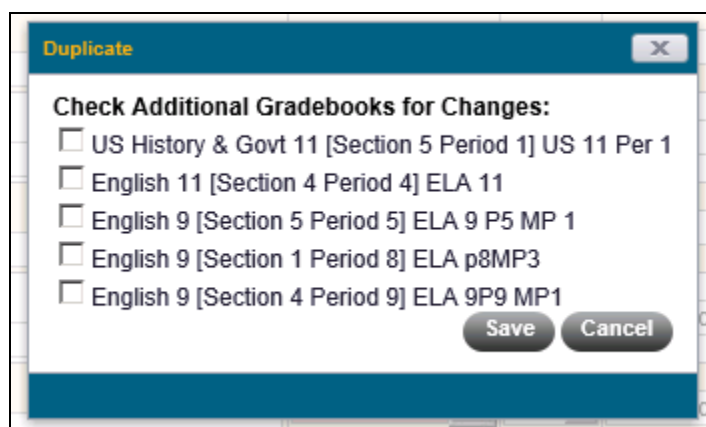 Duplicate
Check Additional Gradebooks for Changes:
US History & Govt 11 [Section 5 Period 1] US 11 Per 1
English 11 [Section 4 Period 4] ELA 11
English 9 [Section 5 Period 5] ELA 9 P5 MP 1
English 9 [Section 1 Period 8] ELA p8MP3
English 9 [Section 4 Period 9] ELA 9P9 MP1
Save Cancel